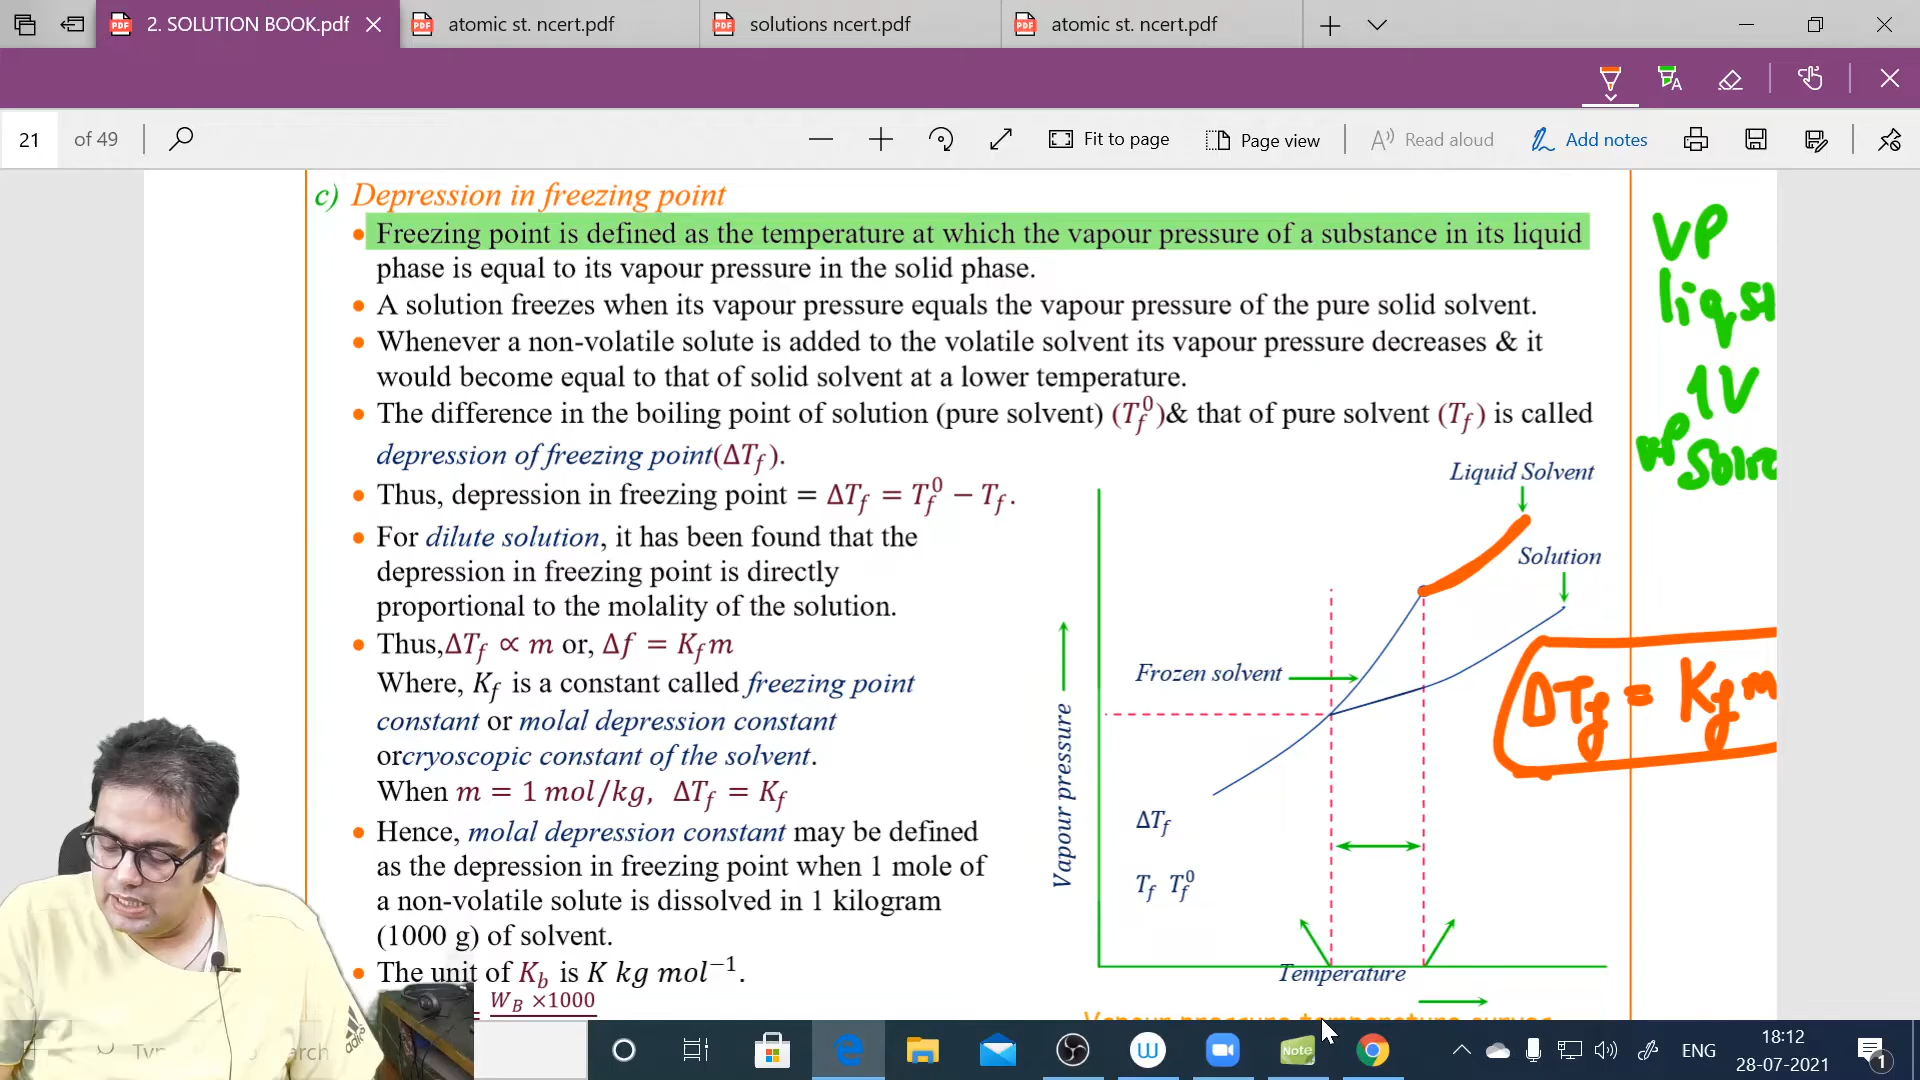 2. SOLUTION BOOK.pdf
atomic st. ncert.pdf
solutions ncert.pdf
atomic st. ncert.pdf
21 of 49
Fit to page
Page view
Read aloud
Add notes
c) Depression in freezing point
• Freezing point is defined as the temperature at which the vapour pressure of a substance in its liquid
phase is equal to its vapour pressure in the solid phase.
• A solution freezes when its vapour pressure equals the vapour pressure of the pure solid solvent.
• Whenever a non-volatile solute is added to the volatile solvent its vapour pressure decreases & it
would become equal to that of solid solvent at a lower temperature.
• The difference in the boiling point of solution (pure solvent) (T_f^0)& that of pure solvent (T_f) is called
depression of freezing point(ΔT_f).
• Thus, depression in freezing point = ΔT_f = T_f^0 − T_f.
• For dilute solution, it has been found that the
depression in freezing point is directly
proportional to the molality of the solution.
• Thus,ΔT_f ∝ m or, Δf = K_f m
Where, K_f is a constant called freezing point
constant or molal depression constant
orcryoscopic constant of the solvent.
When m = 1 mol/kg, ΔT_f = K_f
• Hence, molal depression constant may be defined
as the depression in freezing point when 1 mole of
a non-volatile solute is dissolved in 1 kilogram
(1000 g) of solvent.
• The unit of K_b is K kg mol⁻¹.
= W_B ×1000
Liquid Solvent
Solution
Frozen solvent
Vapour pressure
ΔT_f
T_f T_f^0
Temperature
VP
1V
VP
ΔT_f = K_f m
Note
ENG
18:12
28-07-2021
1